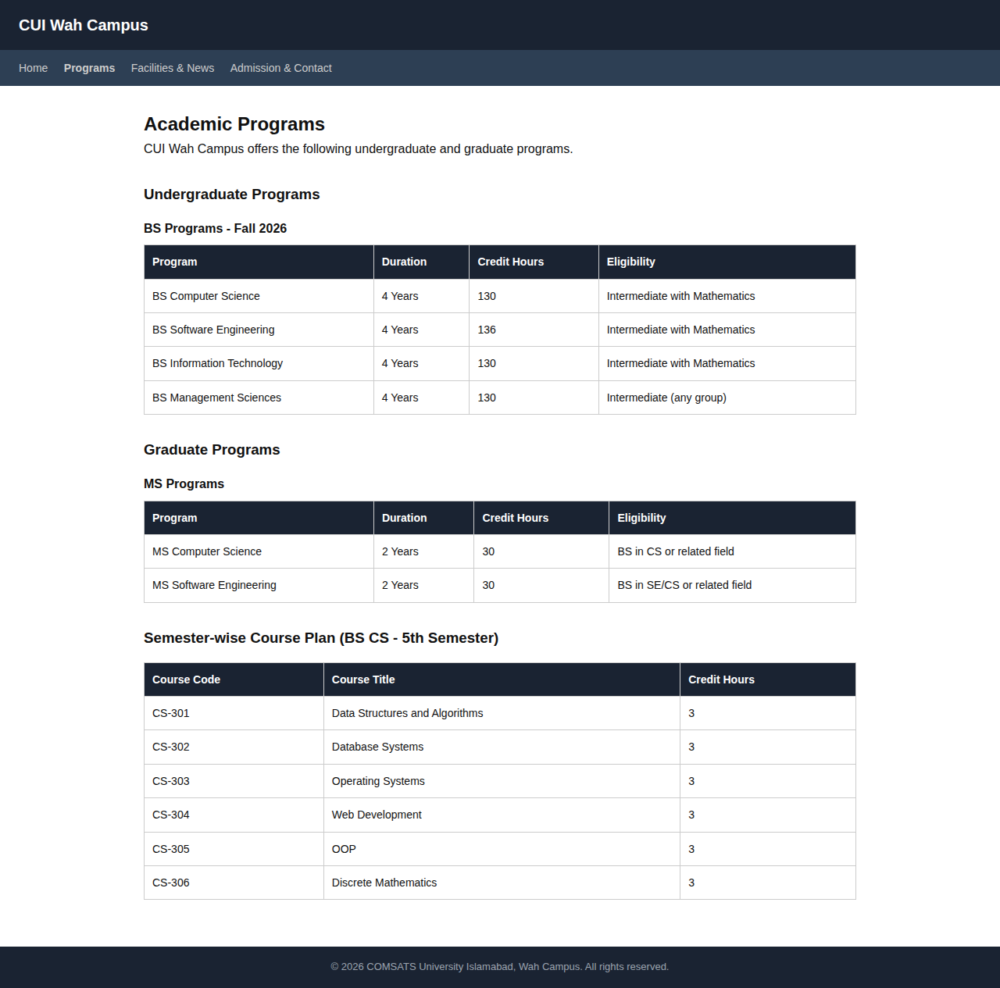 CUI Wah Campus
Home Programs Facilities & News Admission & Contact
Academic Programs
CUI Wah Campus offers the following undergraduate and graduate programs.
Undergraduate Programs
BS Programs - Fall 2026
Program Duration Credit Hours Eligibility
BS Computer Science 4 Years 130 Intermediate with Mathematics
BS Software Engineering 4 Years 136 Intermediate with Mathematics
BS Information Technology 4 Years 130 Intermediate with Mathematics
BS Management Sciences 4 Years 130 Intermediate (any group)
Graduate Programs
MS Programs
Program Duration Credit Hours Eligibility
MS Computer Science 2 Years 30 BS in CS or related field
MS Software Engineering 2 Years 30 BS in SE/CS or related field
Semester-wise Course Plan (BS CS - 5th Semester)
Course Code Course Title Credit Hours
CS-301 Data Structures and Algorithms 3
CS-302 Database Systems 3
CS-303 Operating Systems 3
CS-304 Web Development 3
CS-305 OOP 3
CS-306 Discrete Mathematics 3
© 2026 COMSATS University Islamabad, Wah Campus. All rights reserved.